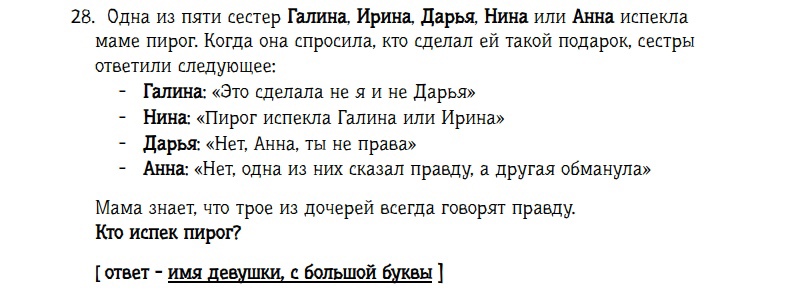 28. Одна из пяти сестер Галина, Ирина, Дарья, Нина или Анна испекла
маме пирог. Когда она спросила, кто сделал ей такой подарок, сестры
ответили следующее:
- Галина: «Это сделала не я и не Дарья»
- Нина: «Пирог испекла Галина или Ирина»
- Дарья: «Нет, Анна, ты не права»
- Анна: «Нет, одна из них сказал правду, а другая обманула»
Мама знает, что трое из дочерей всегда говорят правду.
Кто испек пирог?
[ ответ - имя девушки, с большой буквы ]